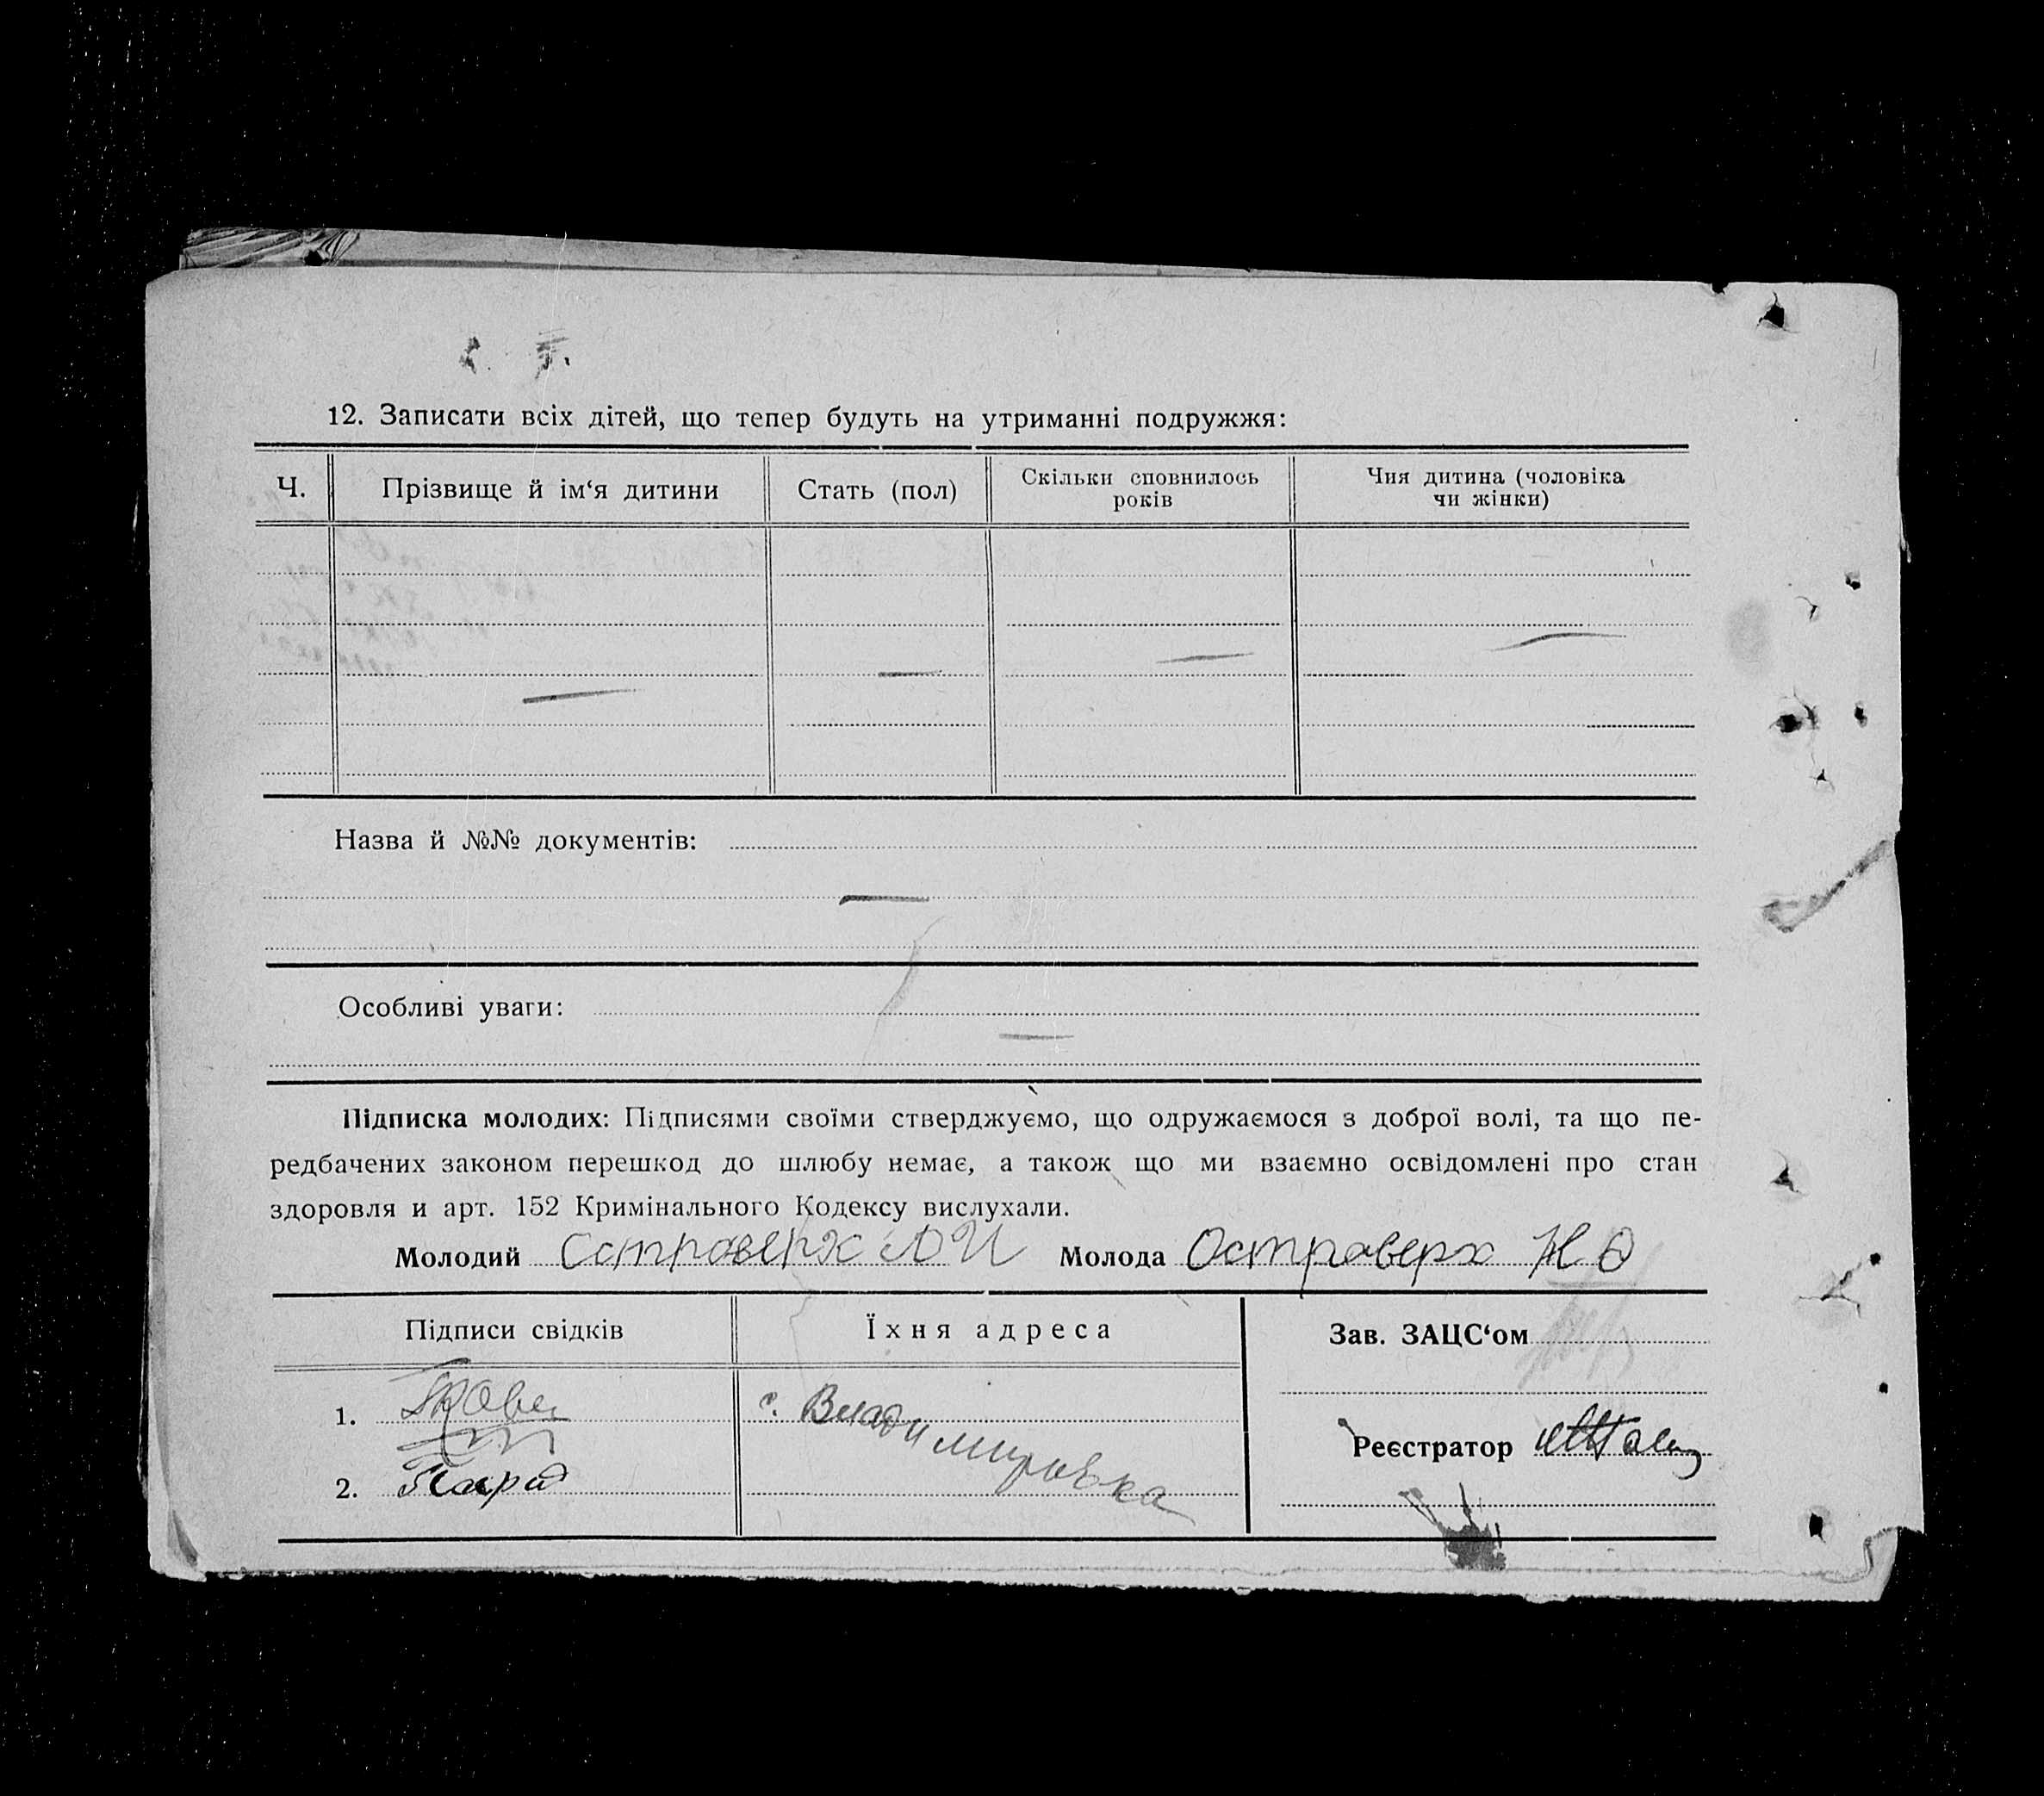 12. Записати всіх дітей, що тепер будуть на утриманні подружжя:
Ч. Прізвище й ім‘я дитини Стать (пол) Скільки сповнилось років Чия дитина (чоловіка чи жінки)
— — — —
Назва й №№ документів:
—
Особливі уваги:
—
Підписка молодих: Підписями своїми стверджуємо, що одружаємося з доброї волі, та що пе-
редбачених законом перешкод до шлюбу немає, а також що ми взаємно освідомлені про стан
здоровля и арт. 152 Кримінального Кодексу вислухали.
Молодий Островерх Молода Островерх
Підписи свідків Їхня адреса Зав. ЗАЦС‘ом
1. с. Владимировка
Реєстратор
2.